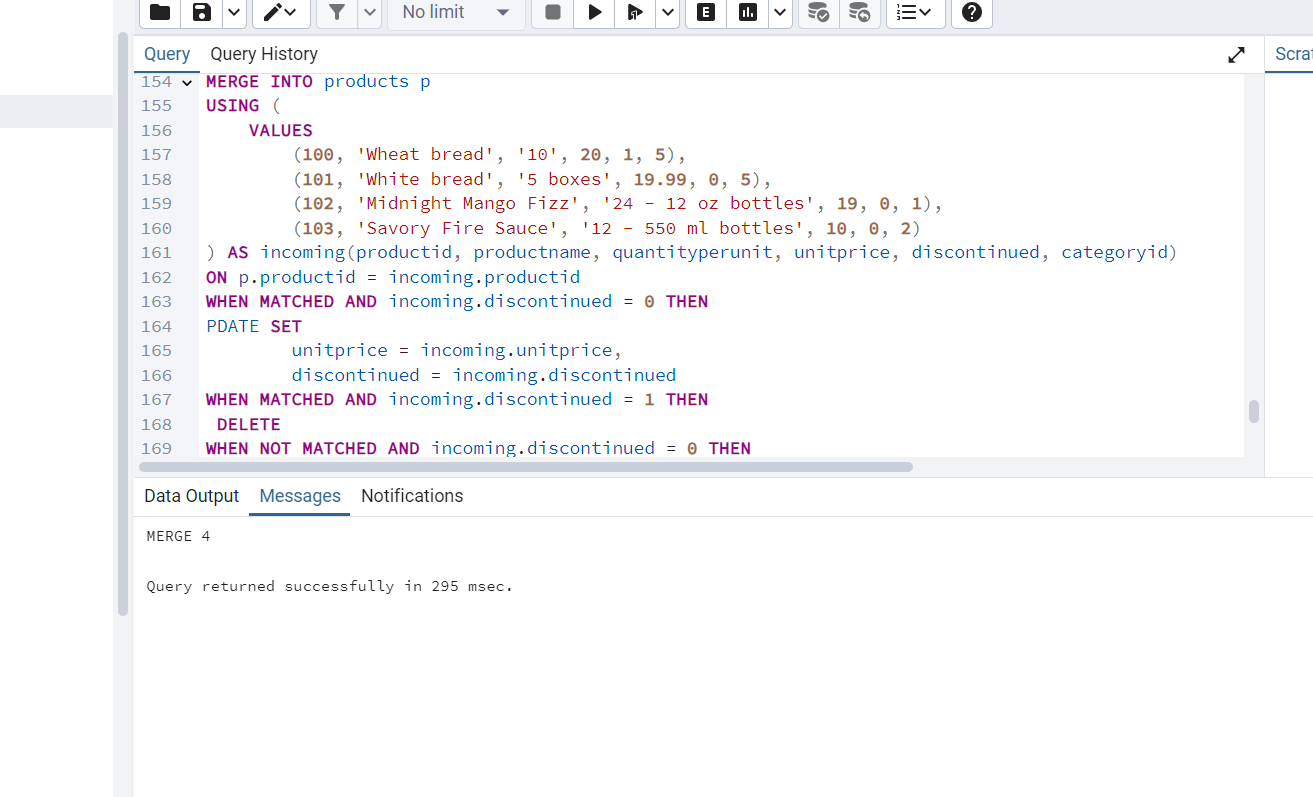 No limit
E
Query Query History
Scra
154 MERGE INTO products p
155 USING (
156 VALUES
157 (100, 'Wheat bread', '10', 20, 1, 5),
158 (101, 'White bread', '5 boxes', 19.99, 0, 5),
159 (102, 'Midnight Mango Fizz', '24 - 12 oz bottles', 19, 0, 1),
160 (103, 'Savory Fire Sauce', '12 - 550 ml bottles', 10, 0, 2)
161 ) AS incoming(productid, productname, quantityperunit, unitprice, discontinued, categoryid)
162 ON p.productid = incoming.productid
163 WHEN MATCHED AND incoming.discontinued = 0 THEN
164 PDATE SET
165 unitprice = incoming.unitprice,
166 discontinued = incoming.discontinued
167 WHEN MATCHED AND incoming.discontinued = 1 THEN
168 DELETE
169 WHEN NOT MATCHED AND incoming.discontinued = 0 THEN
Data Output Messages Notifications
MERGE 4
Query returned successfully in 295 msec.